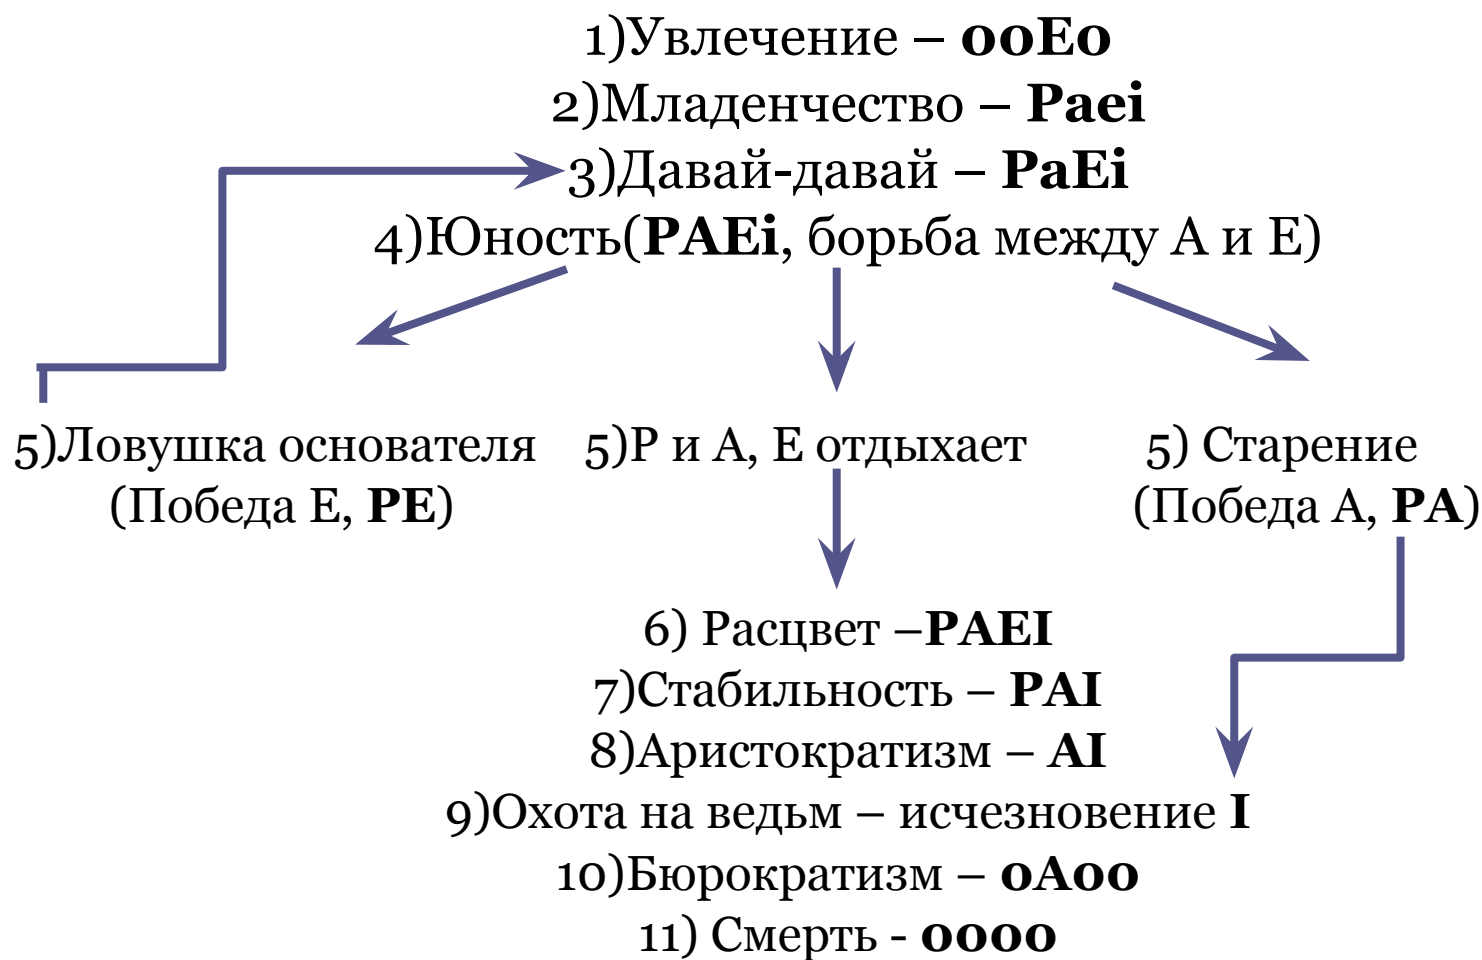 1)Увлечение – ooEo
2)Младенчество – Paei
3)Давай-давай – PaEi
4)Юность(PAEi, борьба между А и Е)
5)Ловушка основателя
(Победа Е, PE)
5)Р и А, Е отдыхает
5) Старение
(Победа А, PA)
6) Расцвет –PAEI
7)Стабильность – PAI
8)Аристократизм – AI
9)Охота на ведьм – исчезновение I
10)Бюрократизм – oAoo
11) Смерть - oooo